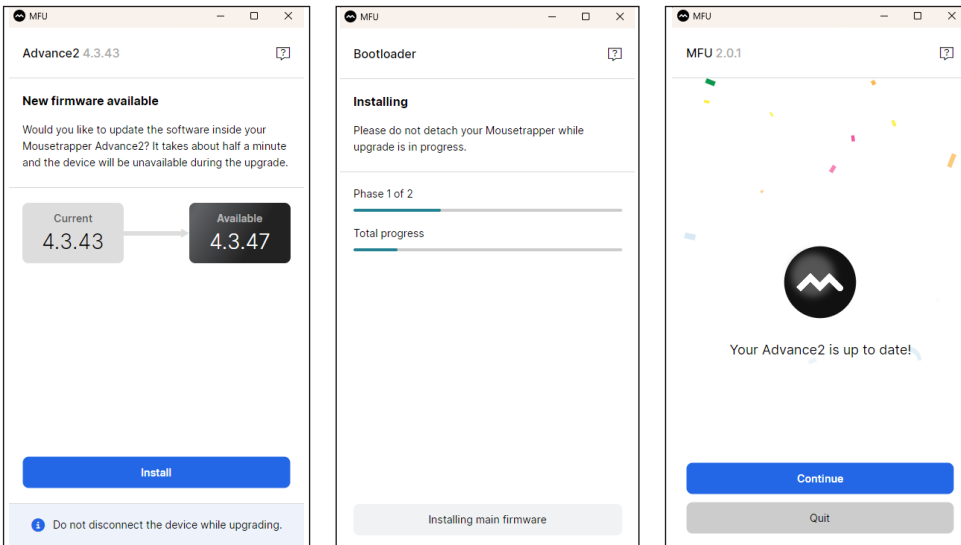 MFU
Advance2 4.3.43
New firmware available
Would you like to update the software inside your
Mousetrapper Advance2? It takes about half a minute
and the device will be unavailable during the upgrade.
Current
4.3.43
Available
4.3.47
Install
Do not disconnect the device while upgrading.
MFU
Bootloader
Installing
Please do not detach your Mousetrapper while
upgrade is in progress.
Phase 1 of 2
Total progress
Installing main firmware
MFU
MFU 2.0.1
Your Advance2 is up to date!
Continue
Quit